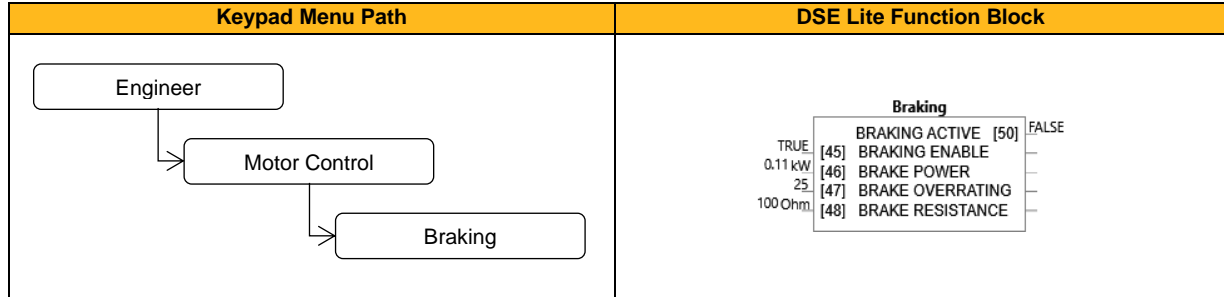 Keypad Menu Path
DSE Lite Function Block
Engineer
Motor Control
Braking
Braking
BRAKING ACTIVE [50] FALSE
TRUE [45] BRAKING ENABLE
0.11 kW [46] BRAKE POWER
25 [47] BRAKE OVERRATING
100 Ohm [48] BRAKE RESISTANCE